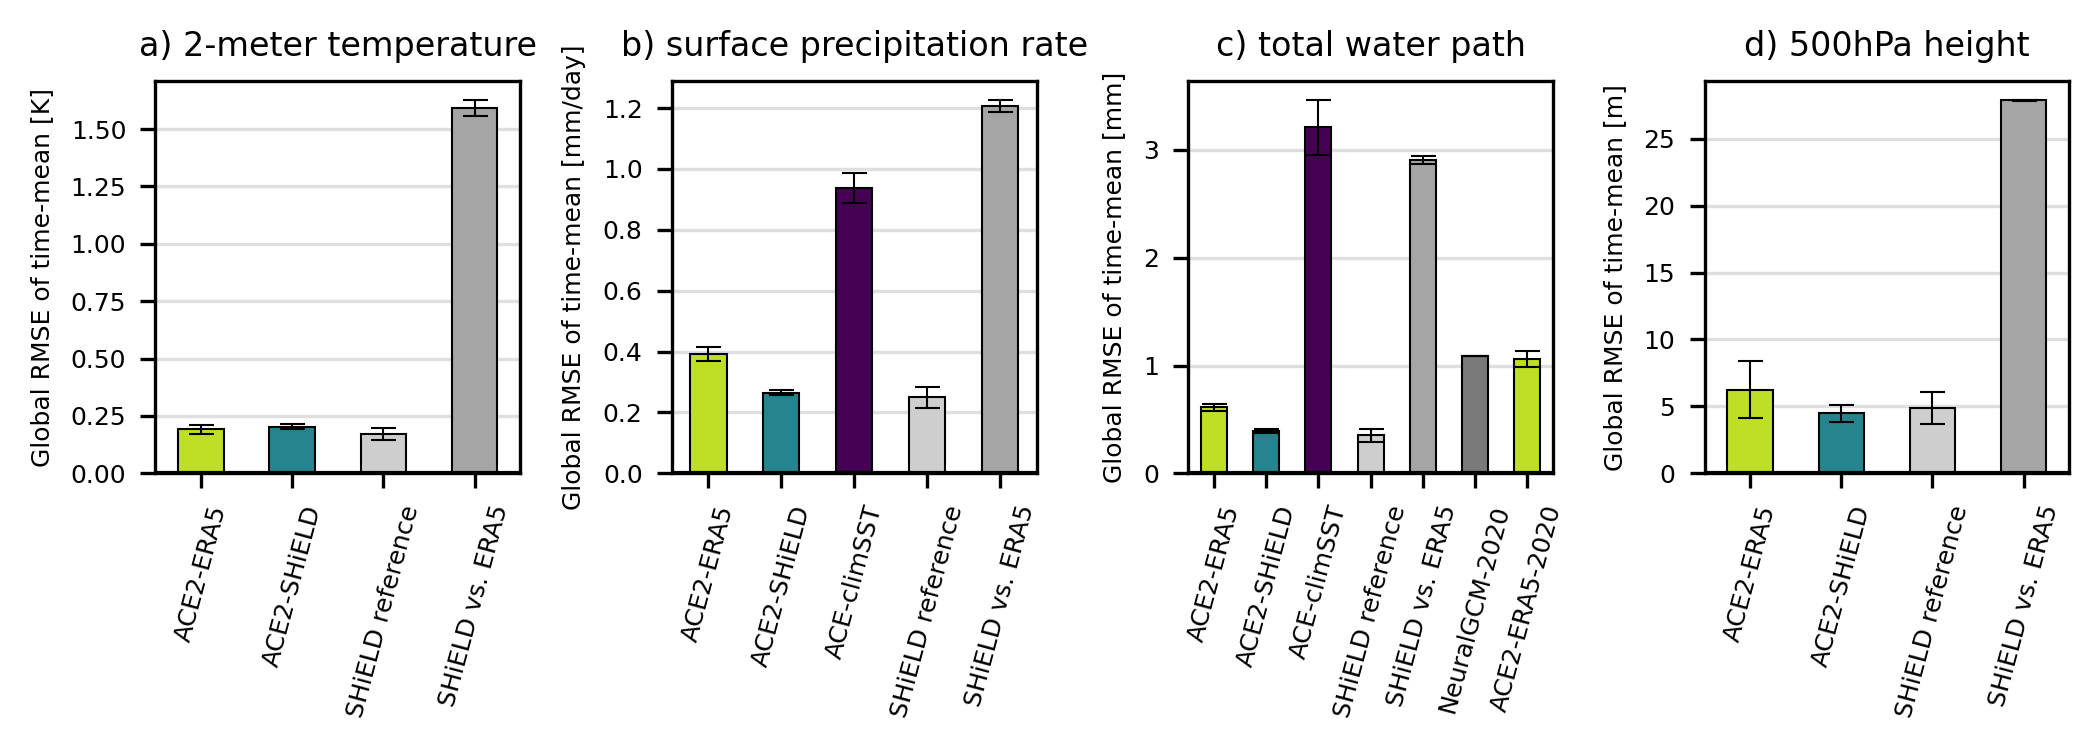 a) 2-meter temperature
Global RMSE of time-mean [K]
1.50
1.25
1.00
0.75
0.50
0.25
0.00
ACE2-ERA5
ACE2-SHiELD
SHiELD reference
SHiELD vs. ERA5
b) surface precipitation rate
Global RMSE of time-mean [mm/day]
1.2
1.0
0.8
0.6
0.4
0.2
0.0
ACE2-ERA5
ACE2-SHiELD
ACE-climSST
SHiELD reference
SHiELD vs. ERA5
c) total water path
Global RMSE of time-mean [mm]
3
2
1
0
ACE2-ERA5
ACE2-SHiELD
ACE-climSST
SHiELD reference
SHiELD vs. ERA5
NeuralGCM-2020
ACE2-ERA5-2020
d) 500hPa height
Global RMSE of time-mean [m]
25
20
15
10
5
0
ACE2-ERA5
ACE2-SHiELD
SHiELD reference
SHiELD vs. ERA5